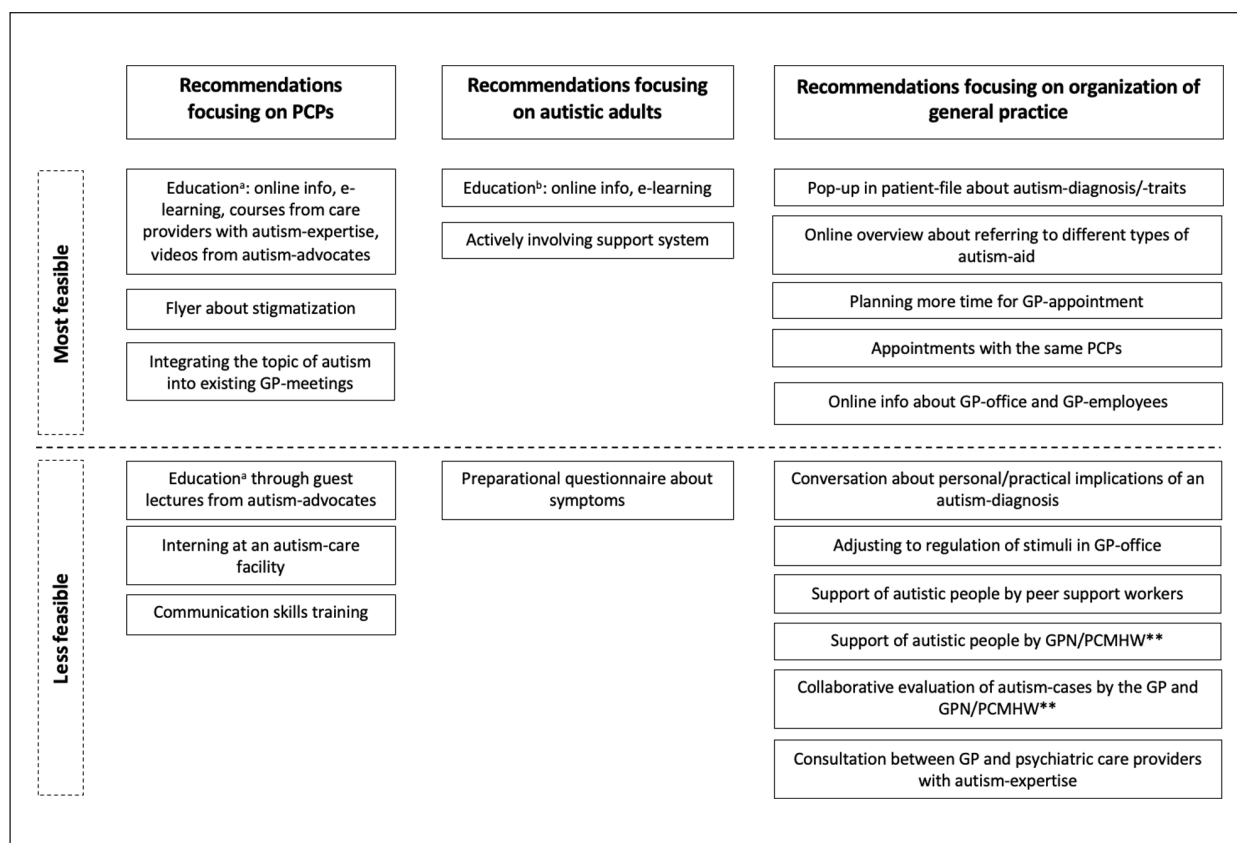 Recommendations
focusing on PCPs
Recommendations focusing
on autistic adults
Recommendations focusing on organization of
general practice
Most feasible
Educationᵃ: online info, e-
learning, courses from care
providers with autism-expertise,
videos from autism-advocates
Flyer about stigmatization
Integrating the topic of autism
into existing GP-meetings
Educationᵇ: online info, e-learning
Actively involving support system
Pop-up in patient-file about autism-diagnosis/-traits
Online overview about referring to different types of
autism-aid
Planning more time for GP-appointment
Appointments with the same PCPs
Online info about GP-office and GP-employees
Less feasible
Educationᵃ through guest
lectures from autism-advocates
Interning at an autism-care
facility
Communication skills training
Preparational questionnaire about
symptoms
Conversation about personal/practical implications of an
autism-diagnosis
Adjusting to regulation of stimuli in GP-office
Support of autistic people by peer support workers
Support of autistic people by GPN/PCMHW**
Collaborative evaluation of autism-cases by the GP and
GPN/PCMHW**
Consultation between GP and psychiatric care providers
with autism-expertise